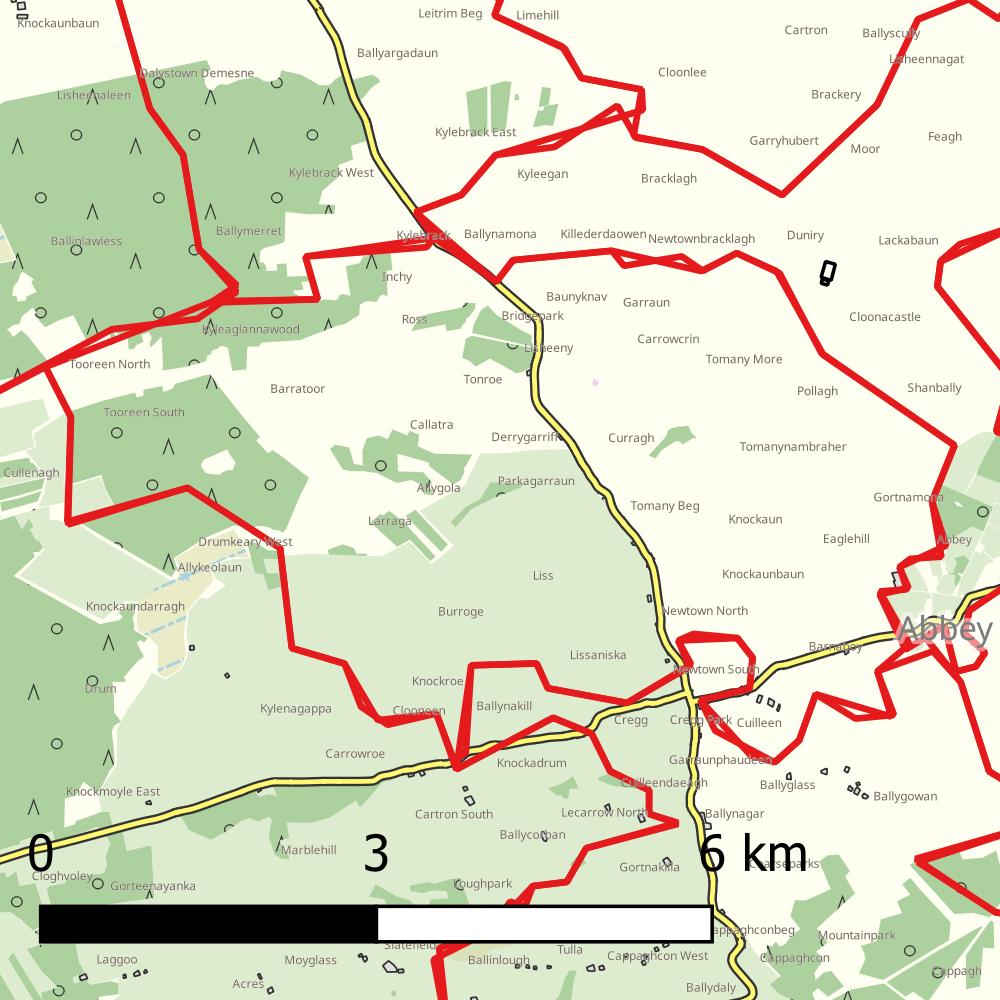 Leitrim Beg
Limehill
Knockaunbaun
Cartron
Ballyscully
Ballyargadaun
Lisheennagat
Dalystown Demesne
Cloonlee
Lisheenaleen
Brackery
Kylebrack East
Garryhubert
Feagh
Moor
Kylebrack West
Kyleegan
Bracklagh
Ballymerret
Kylebrack
Ballynamona
Killederdaowen
Newtownbracklagh
Duniry
Lackabaun
Ballinlawless
Inchy
Baunyknav
Garraun
Ross
Bridgepark
Cloonacastle
Kyleaglannawood
Carrowcrin
Lisheeny
Tomany More
Tooreen North
Tonroe
Barratoor
Pollagh
Shanbally
Tooreen South
Callatra
Derrygarriff
Curragh
Tomanynambraher
Cullenagh
Allygola
Parkagarraun
Gortnamona
Larraga
Tomany Beg
Knockaun
Drumkeary West
Eaglehill
Abbey
Allykeolaun
Liss
Knockaunbaun
Knockaundarragh
Burroge
Newtown North
Abbey
Barnaboy
Lissaniska
Newtown South
Drum
Knockroe
Kylenagappa
Clooneen
Ballynakill
Cregg
Cregg Park
Cuilleen
Carrowroe
Knockadrum
Garraunphaudeen
Cuilleendaeagh
Ballyglass
Knockmoyle East
Ballygowan
Cartron South
Lecarrow North
Ballynagar
Ballycorban
0
3
6 km
Marblehill
Gortnakilla
Cloghvoley
Gorteenayanka
Toughpark
Cappaghconbeg
Mountainpark
Slatefield
Tulla
Laggoo
Moyglass
Ballinlough
Cappaghcon West
Cappaghcon
Cappagh
Acres
Ballydaly